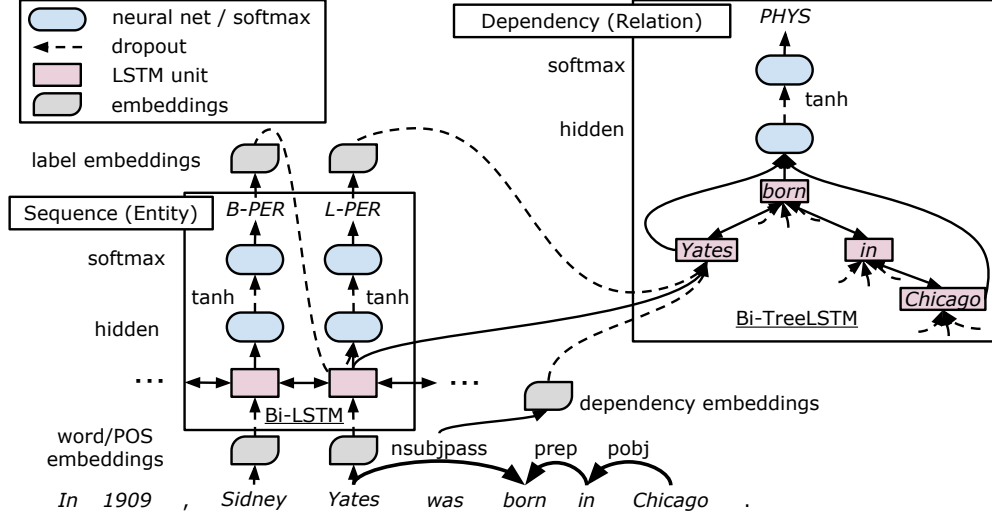 neural net / softmax
dropout
LSTM unit
embeddings
label embeddings
Sequence (Entity)
B-PER L-PER
softmax
tanh tanh
hidden
... ...
Bi-LSTM
word/POS
embeddings
Dependency (Relation)
PHYS
softmax
tanh
hidden
born
Yates in
Chicago
Bi-TreeLSTM
dependency embeddings
nsubjpass prep pobj
In 1909 , Sidney Yates was born in Chicago .